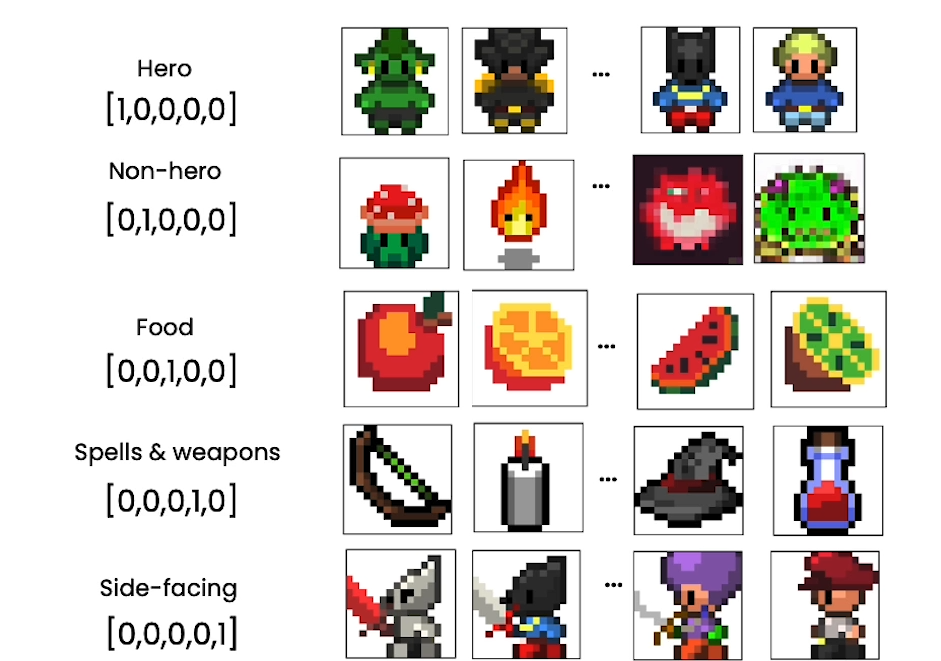 Hero
[1,0,0,0,0]
...
Non-hero
[0,1,0,0,0]
...
Food
[0,0,1,0,0]
...
Spells & weapons
[0,0,0,1,0]
...
Side-facing
[0,0,0,0,1]
...